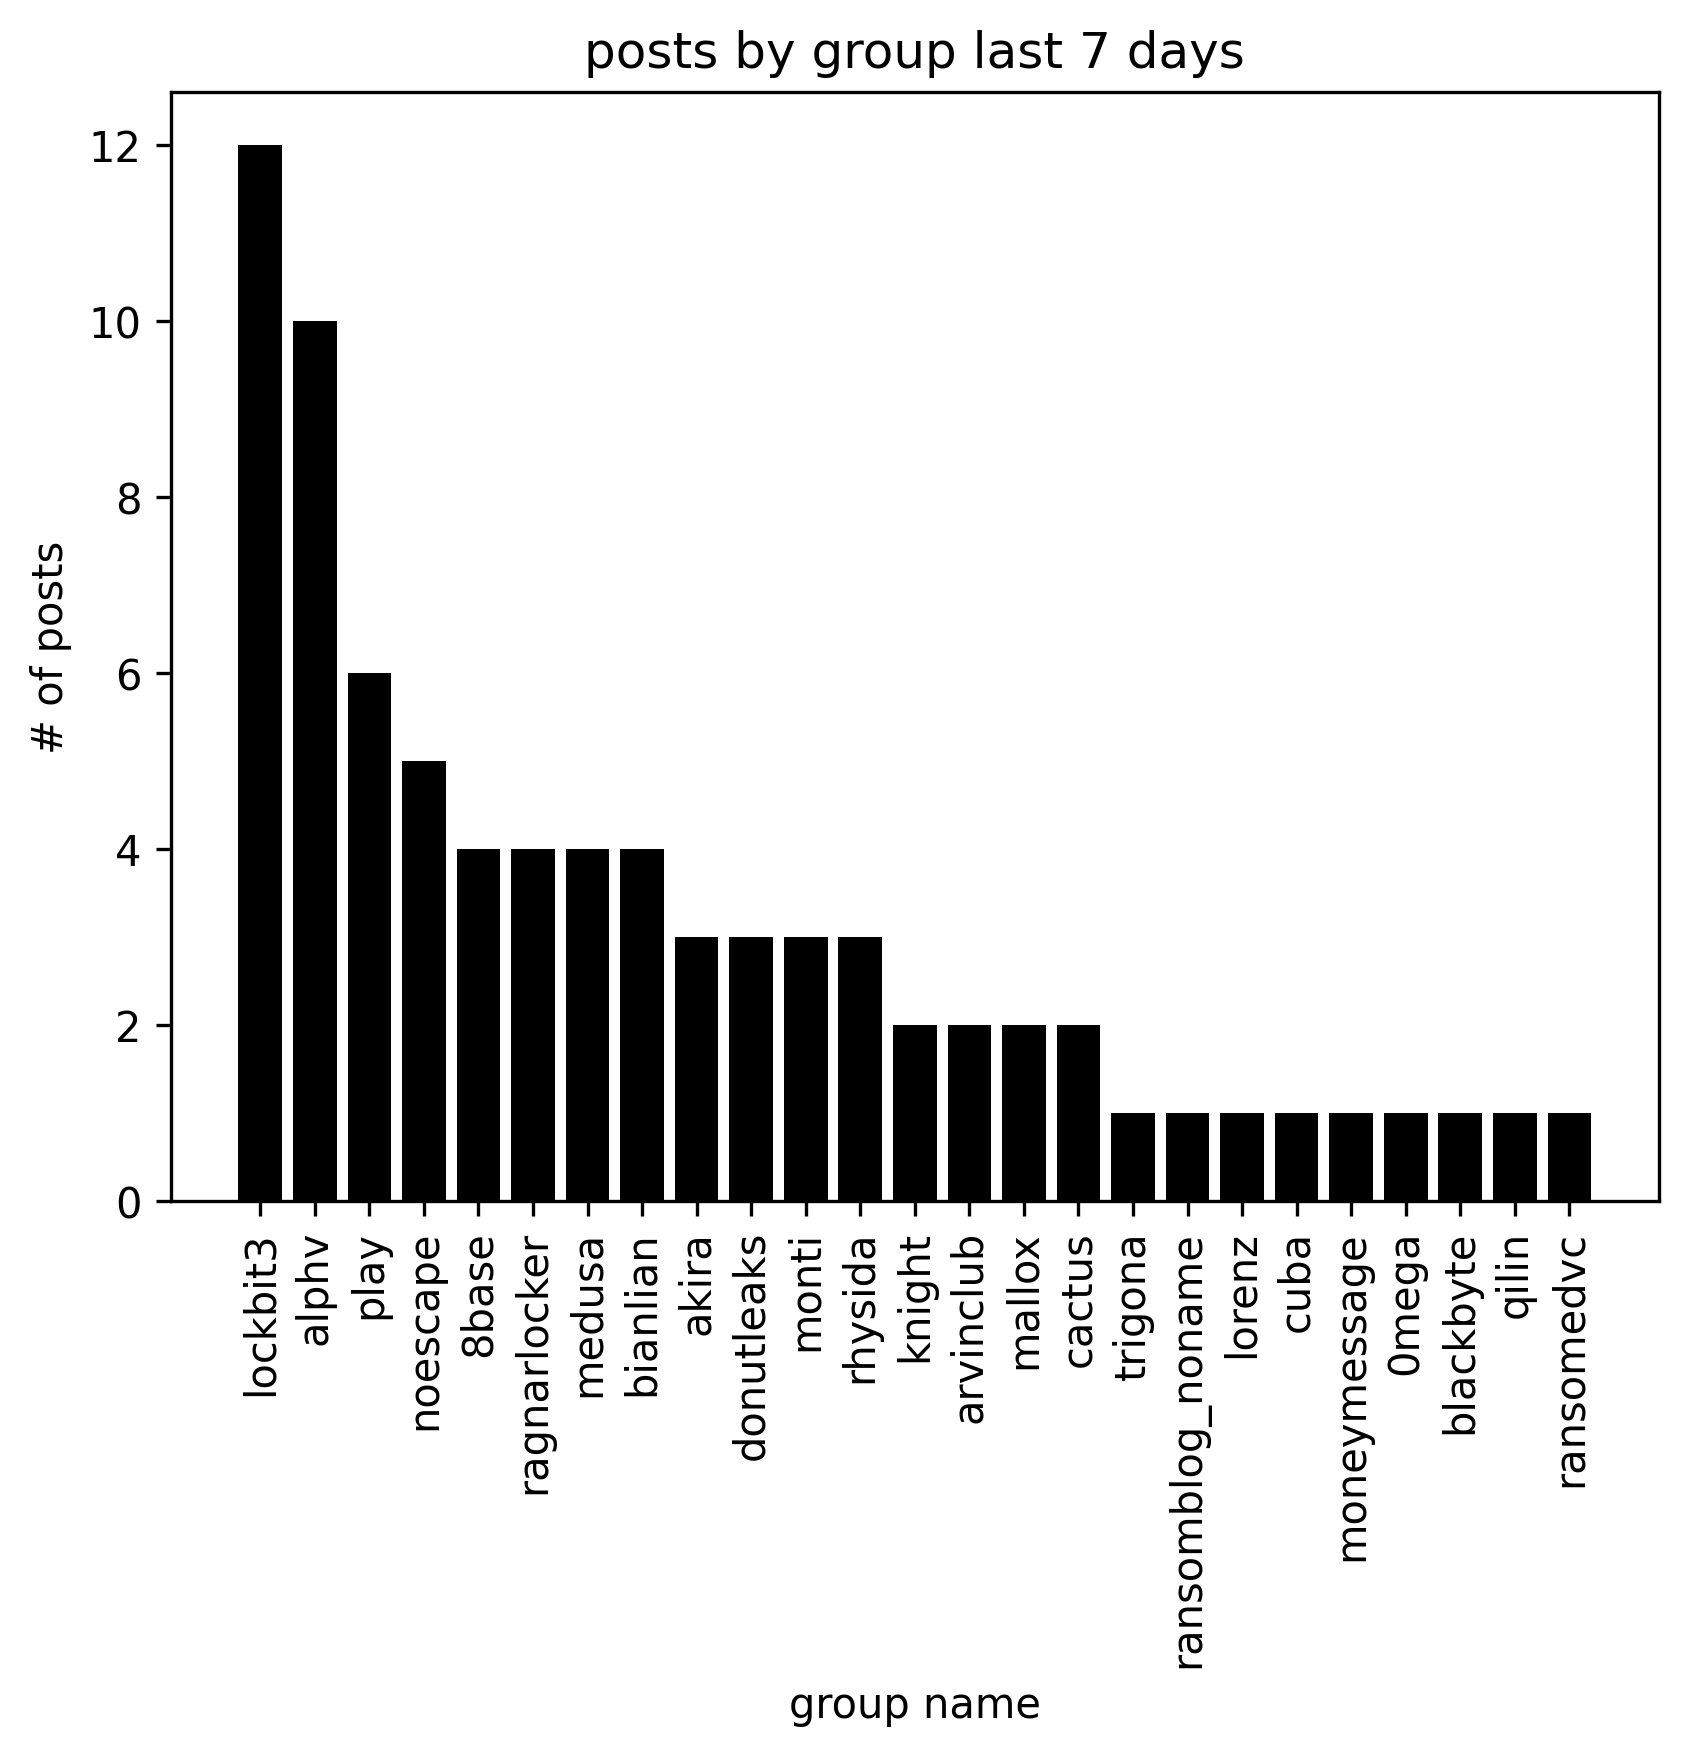 posts by group last 7 days
12
10
8
6
4
2
0
# of posts
lockbit3
alphv
play
noescape
8base
ragnarlocker
medusa
bianlian
akira
donutleaks
monti
rhysida
knight
arvinclub
mallox
cactus
trigona
ransomblog_noname
lorenz
cuba
moneymessage
0mega
blackbyte
qilin
ransomedvc
group name